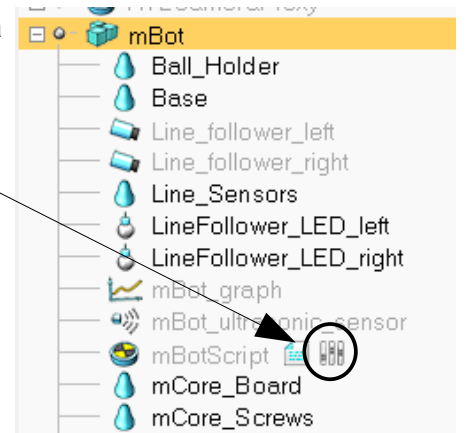 mBot
Ball_Holder
Base
Line_follower_left
Line_follower_right
Line_Sensors
LineFollower_LED_left
LineFollower_LED_right
mBot_graph
mBot_ultrasonic_sensor
mBotScript
mCore_Board
mCore_Screws